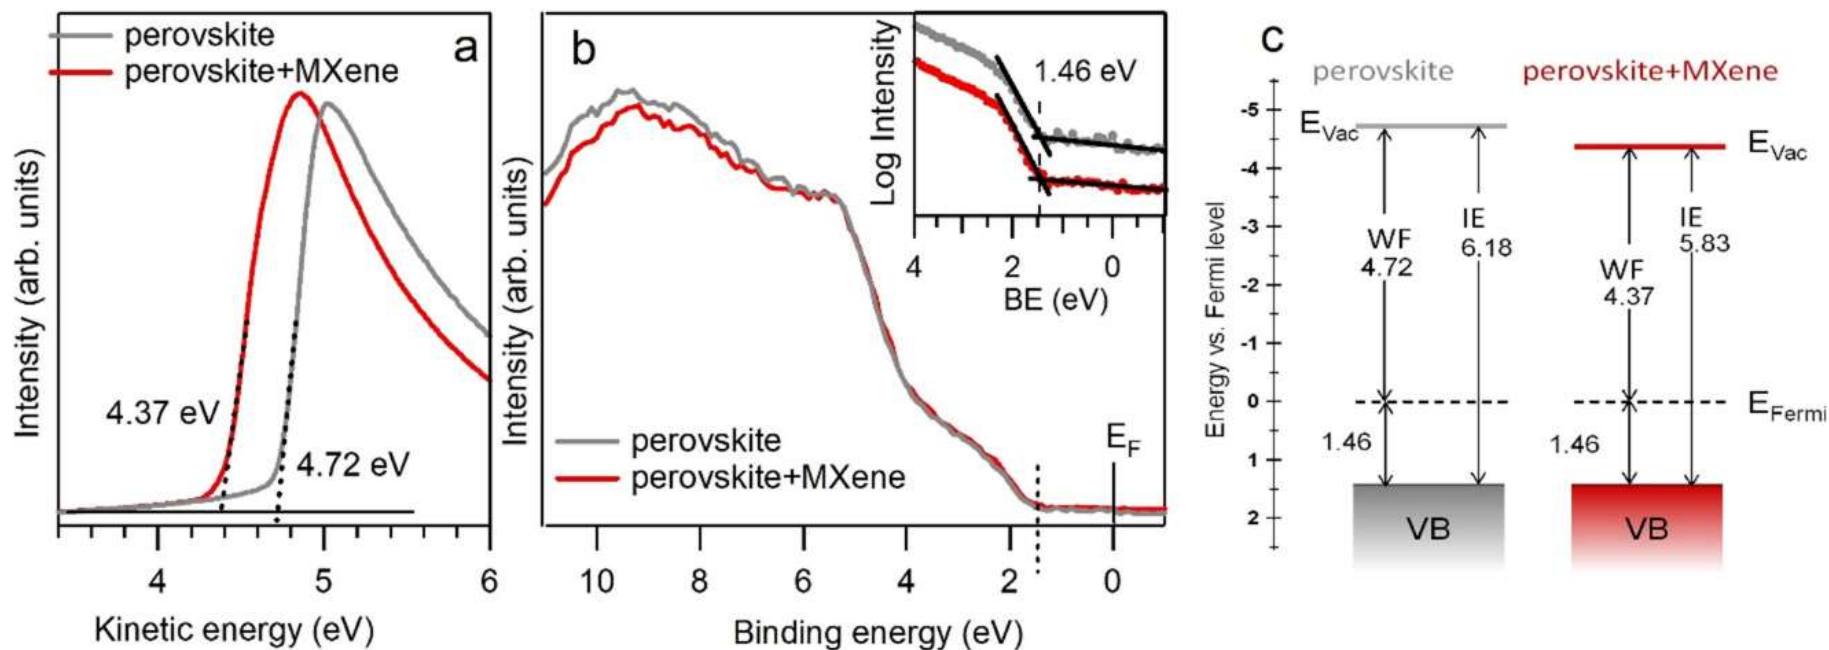 a
perovskite
perovskite+MXene
4.37 eV
4.72 eV
Intensity (arb. units)
4 5 6
Kinetic energy (eV)
b
Intensity (arb. units)
perovskite
perovskite+MXene
E_F
10 8 6 4 2 0
Binding energy (eV)
Log Intensity
1.46 eV
4 2 0
BE (eV)
c
perovskite perovskite+MXene
Energy vs. Fermi level
-5
-4
-3
-2
-1
0
1
2
E_Vac
E_Vac
WF
4.72
IE
6.18
WF
4.37
IE
5.83
E_Fermi
1.46 1.46
VB VB